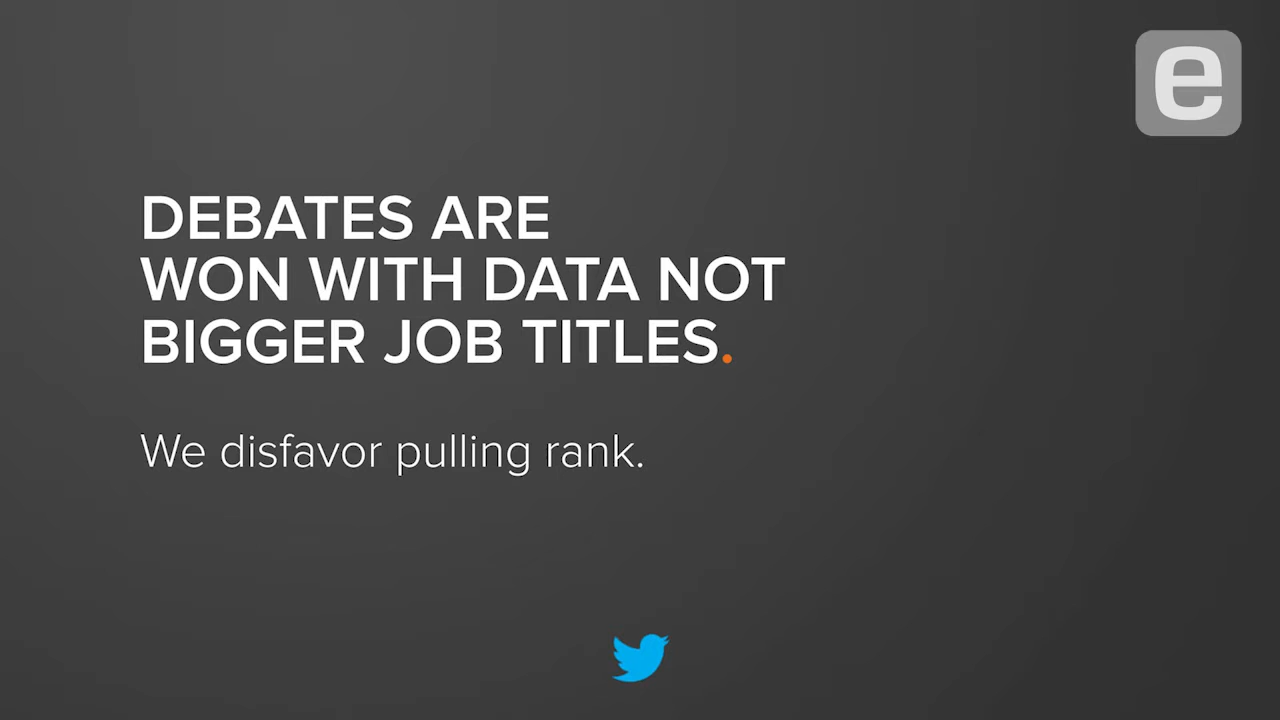 e
DEBATES ARE
WON WITH DATA NOT
BIGGER JOB TITLES.
We disfavor pulling rank.